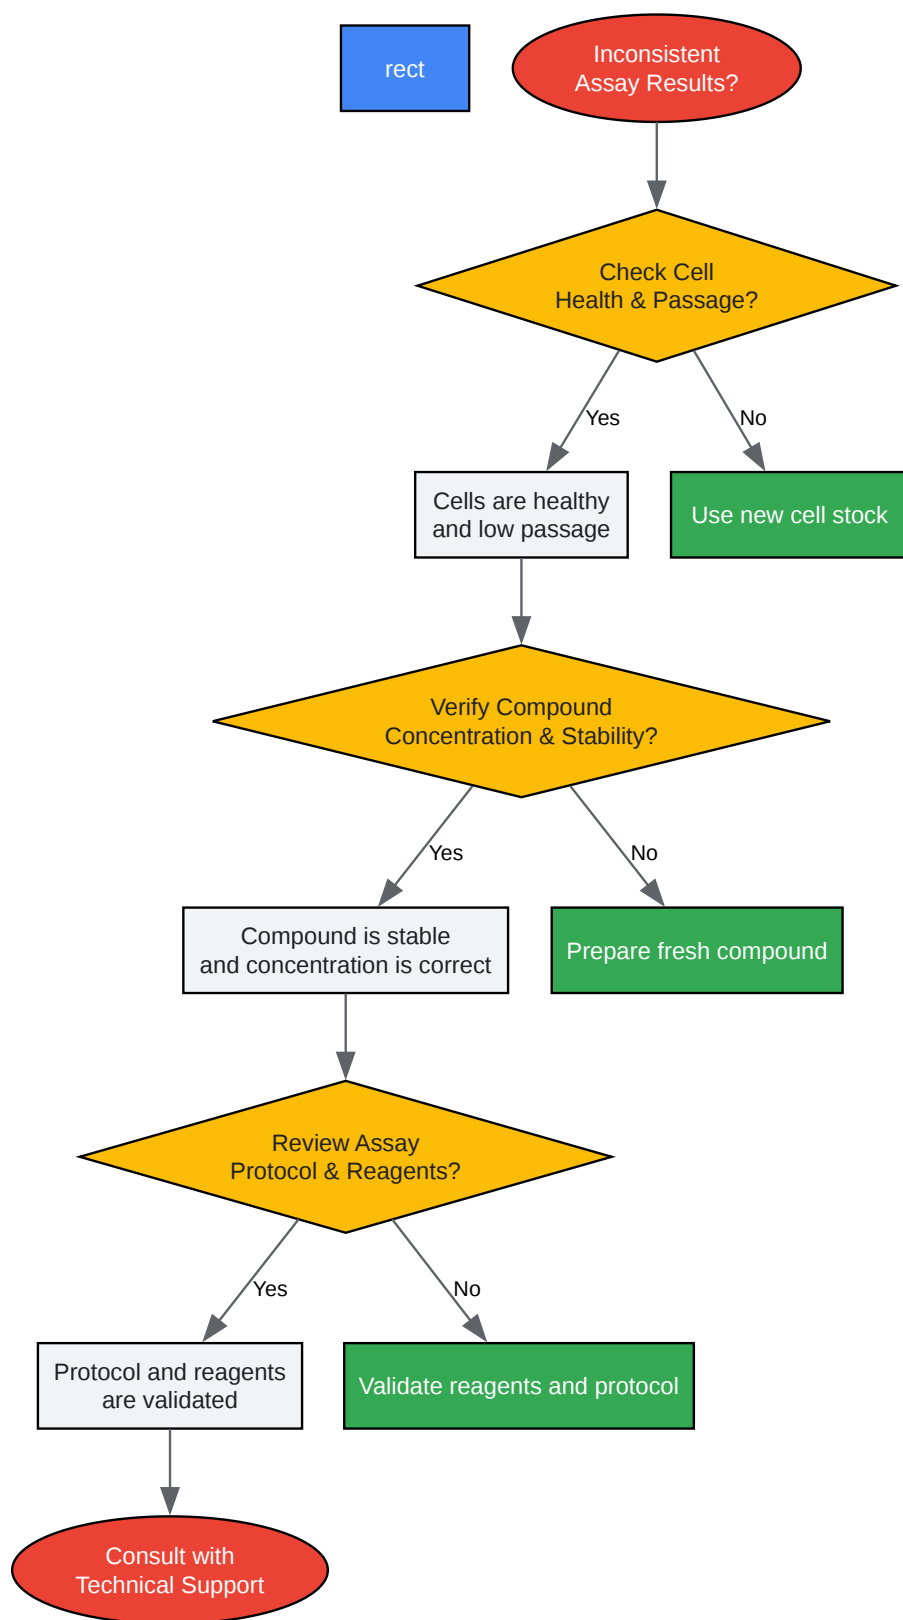 rect
Inconsistent
Assay Results?
Check Cell
Health & Passage?
Yes
No
Cells are healthy
and low passage
Use new cell stock
Verify Compound
Concentration & Stability?
Yes
No
Compound is stable
and concentration is correct
Prepare fresh compound
Review Assay
Protocol & Reagents?
Yes
No
Protocol and reagents
are validated
Validate reagents and protocol
Consult with
Technical Support